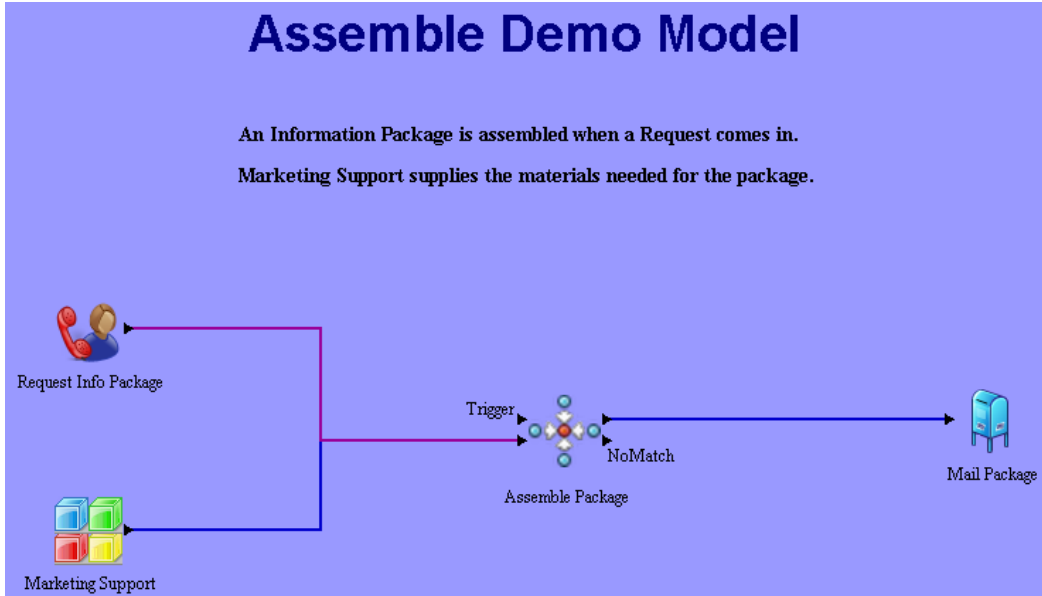 Assemble Demo Model
An Information Package is assembled when a Request comes in.
Marketing Support supplies the materials needed for the package.
Request Info Package
Trigger
NoMatch
Assemble Package
Mail Package
Marketing Support